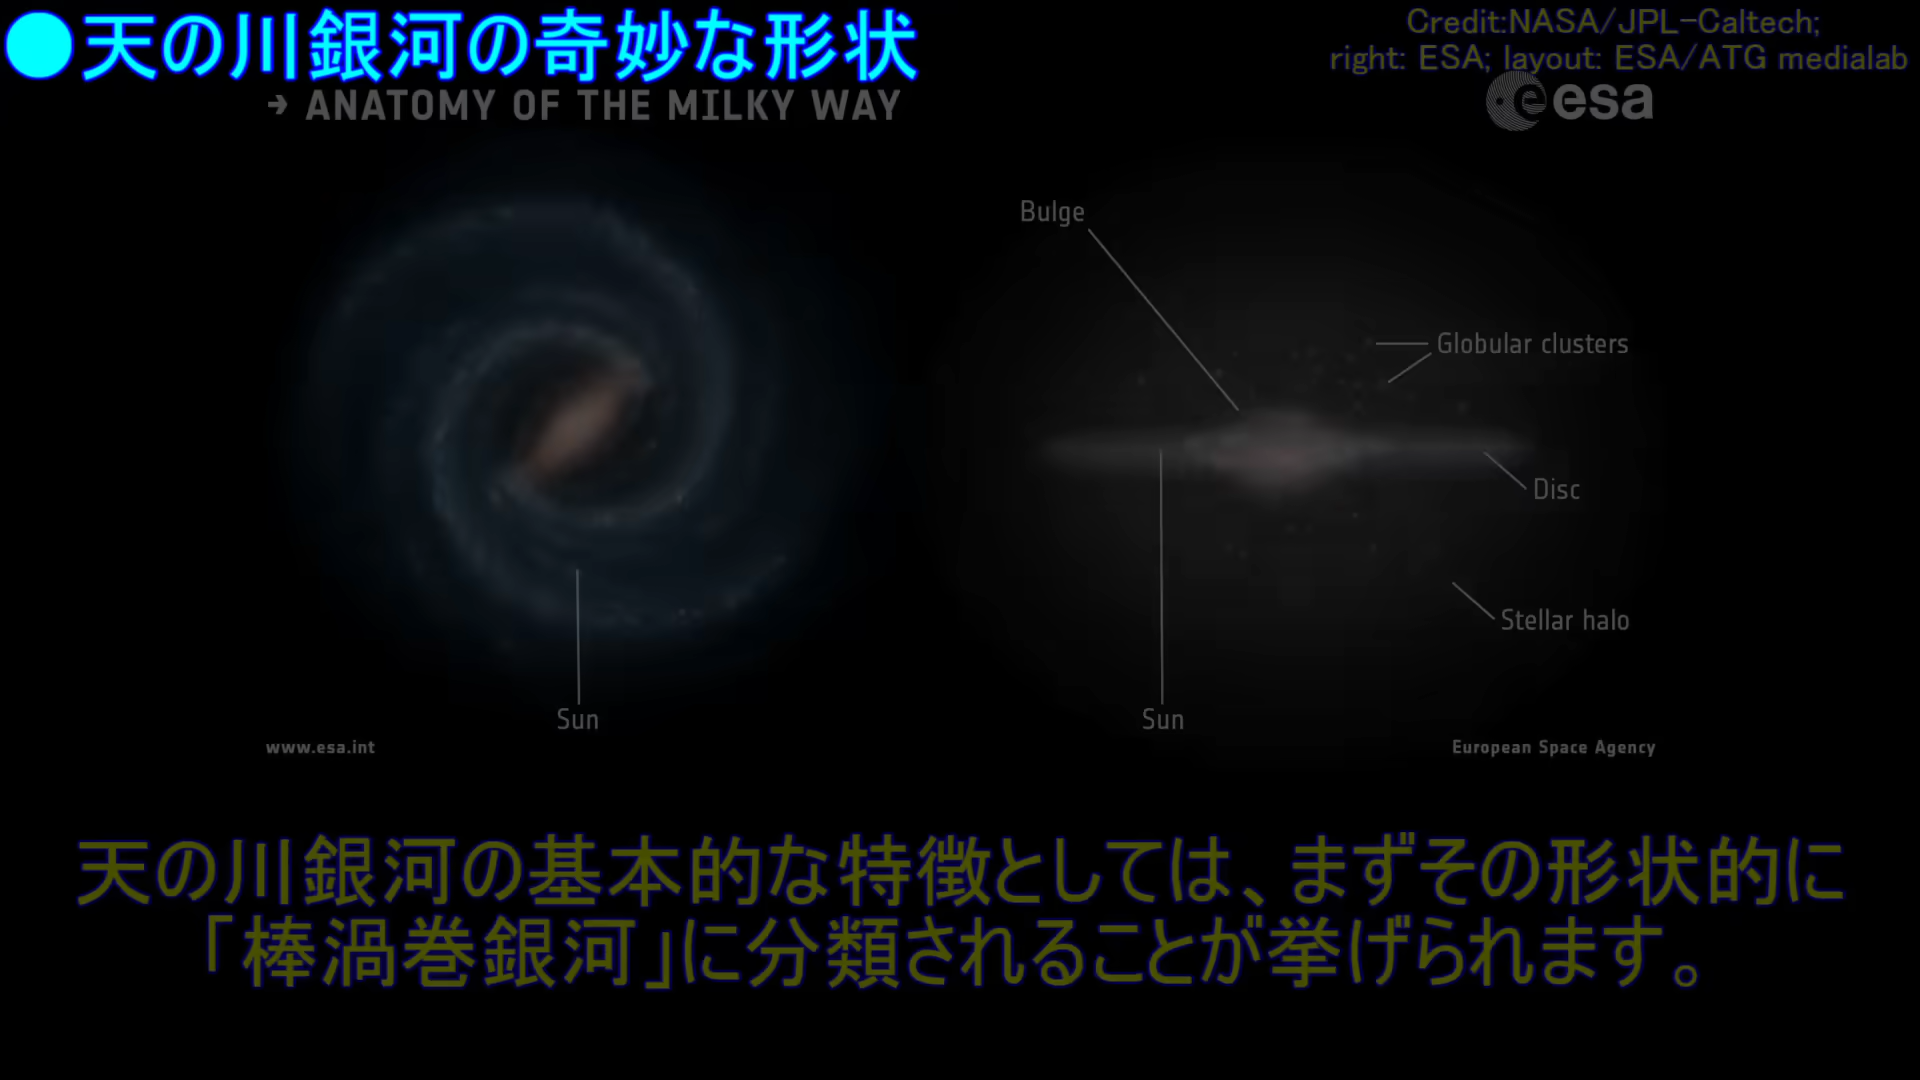 ●天の川銀河の奇妙な形状
Credit:NASA/JPL-Caltech;
right: ESA; layout: ESA/ATG medialab
→ ANATOMY OF THE MILKY WAY
esa
Bulge
Globular clusters
Disc
Stellar halo
Sun
Sun
www.esa.int
European Space Agency
天の川銀河の基本的な特徴としては、まずその形状的に
「棒渦巻銀河」に分類されることが挙げられます。